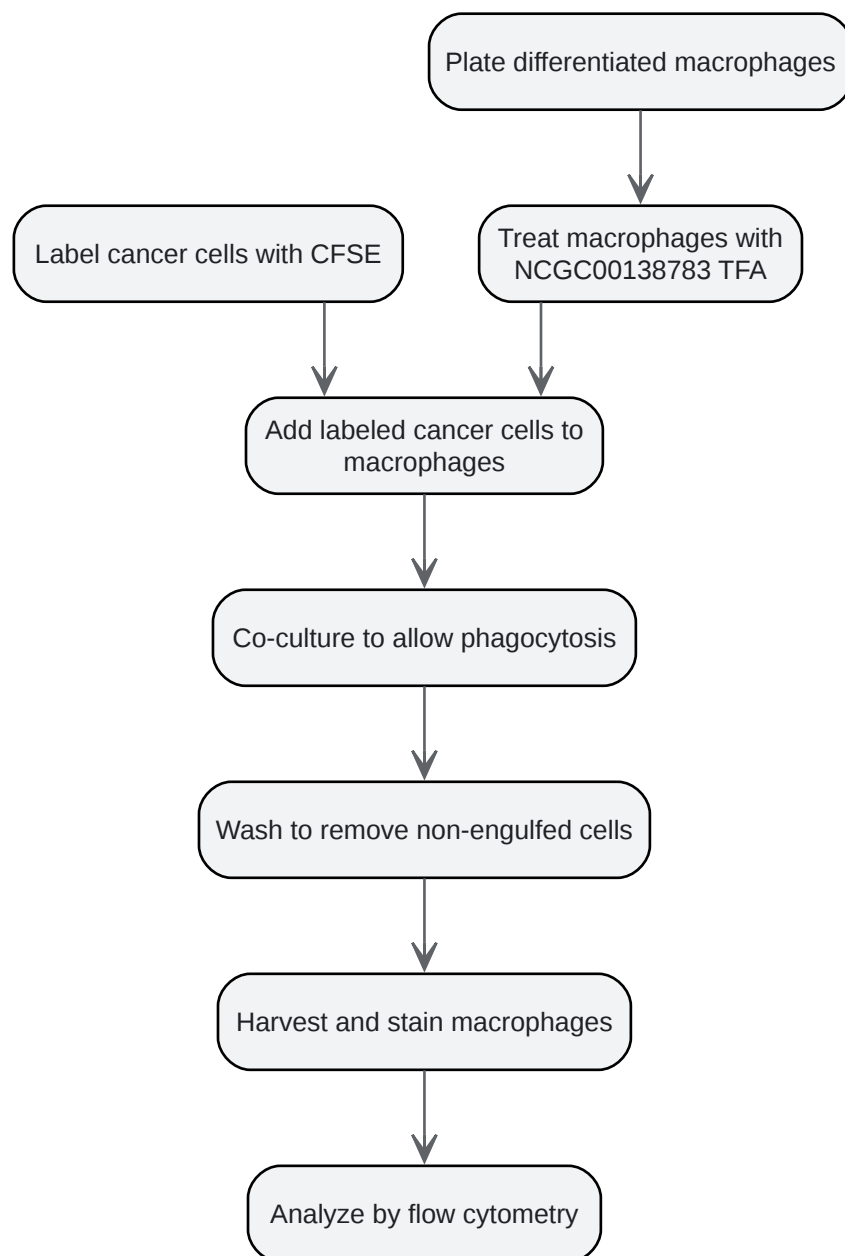 Plate differentiated macrophages
Label cancer cells with CFSE
Treat macrophages with
NCGC00138783 TFA
Add labeled cancer cells to
macrophages
Co-culture to allow phagocytosis
Wash to remove non-engulfed cells
Harvest and stain macrophages
Analyze by flow cytometry